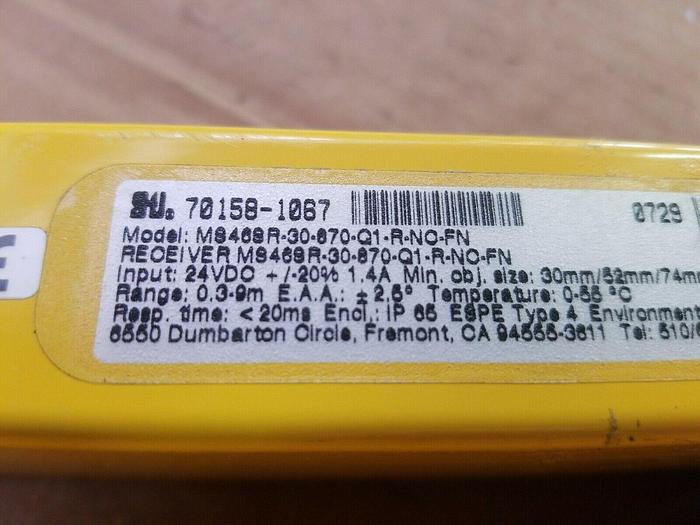 70158-1067 0729
Model: MS46SR-30-670-Q1-R-NO-FN
RECEIVER MS46SR-30-670-Q1-R-NO-FN
Input: 24VDC +/-20% 1.4A Min. obj. size: 30mm/52mm/74m
Range: 0.3-9m E.A.A.: ± 2.5° Temperature: 0-55 °C
Resp. time: < 20ms Encl.: IP 65 ESPE Type 4 Environment
6550 Dumbarton Circle, Fremont, CA 94555-3611 Tel: 510/